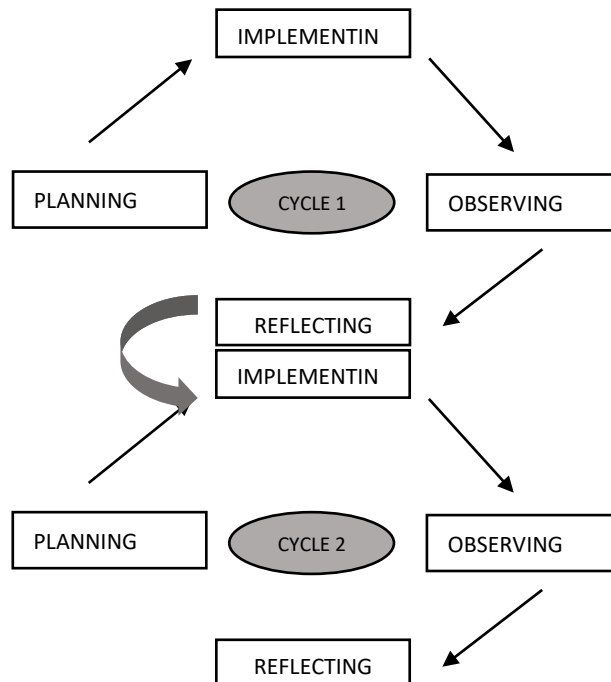 IMPLEMENTIN
PLANNING
CYCLE 1
OBSERVING
REFLECTING
IMPLEMENTIN
PLANNING
CYCLE 2
OBSERVING
REFLECTING